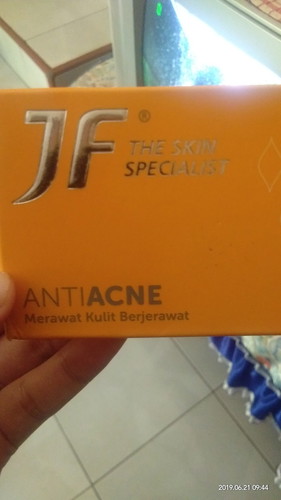 JF®
THE SKIN
SPECIALIST
ANTIACNE
Merawat Kulit Berjerawat
2019.06.21 09:44